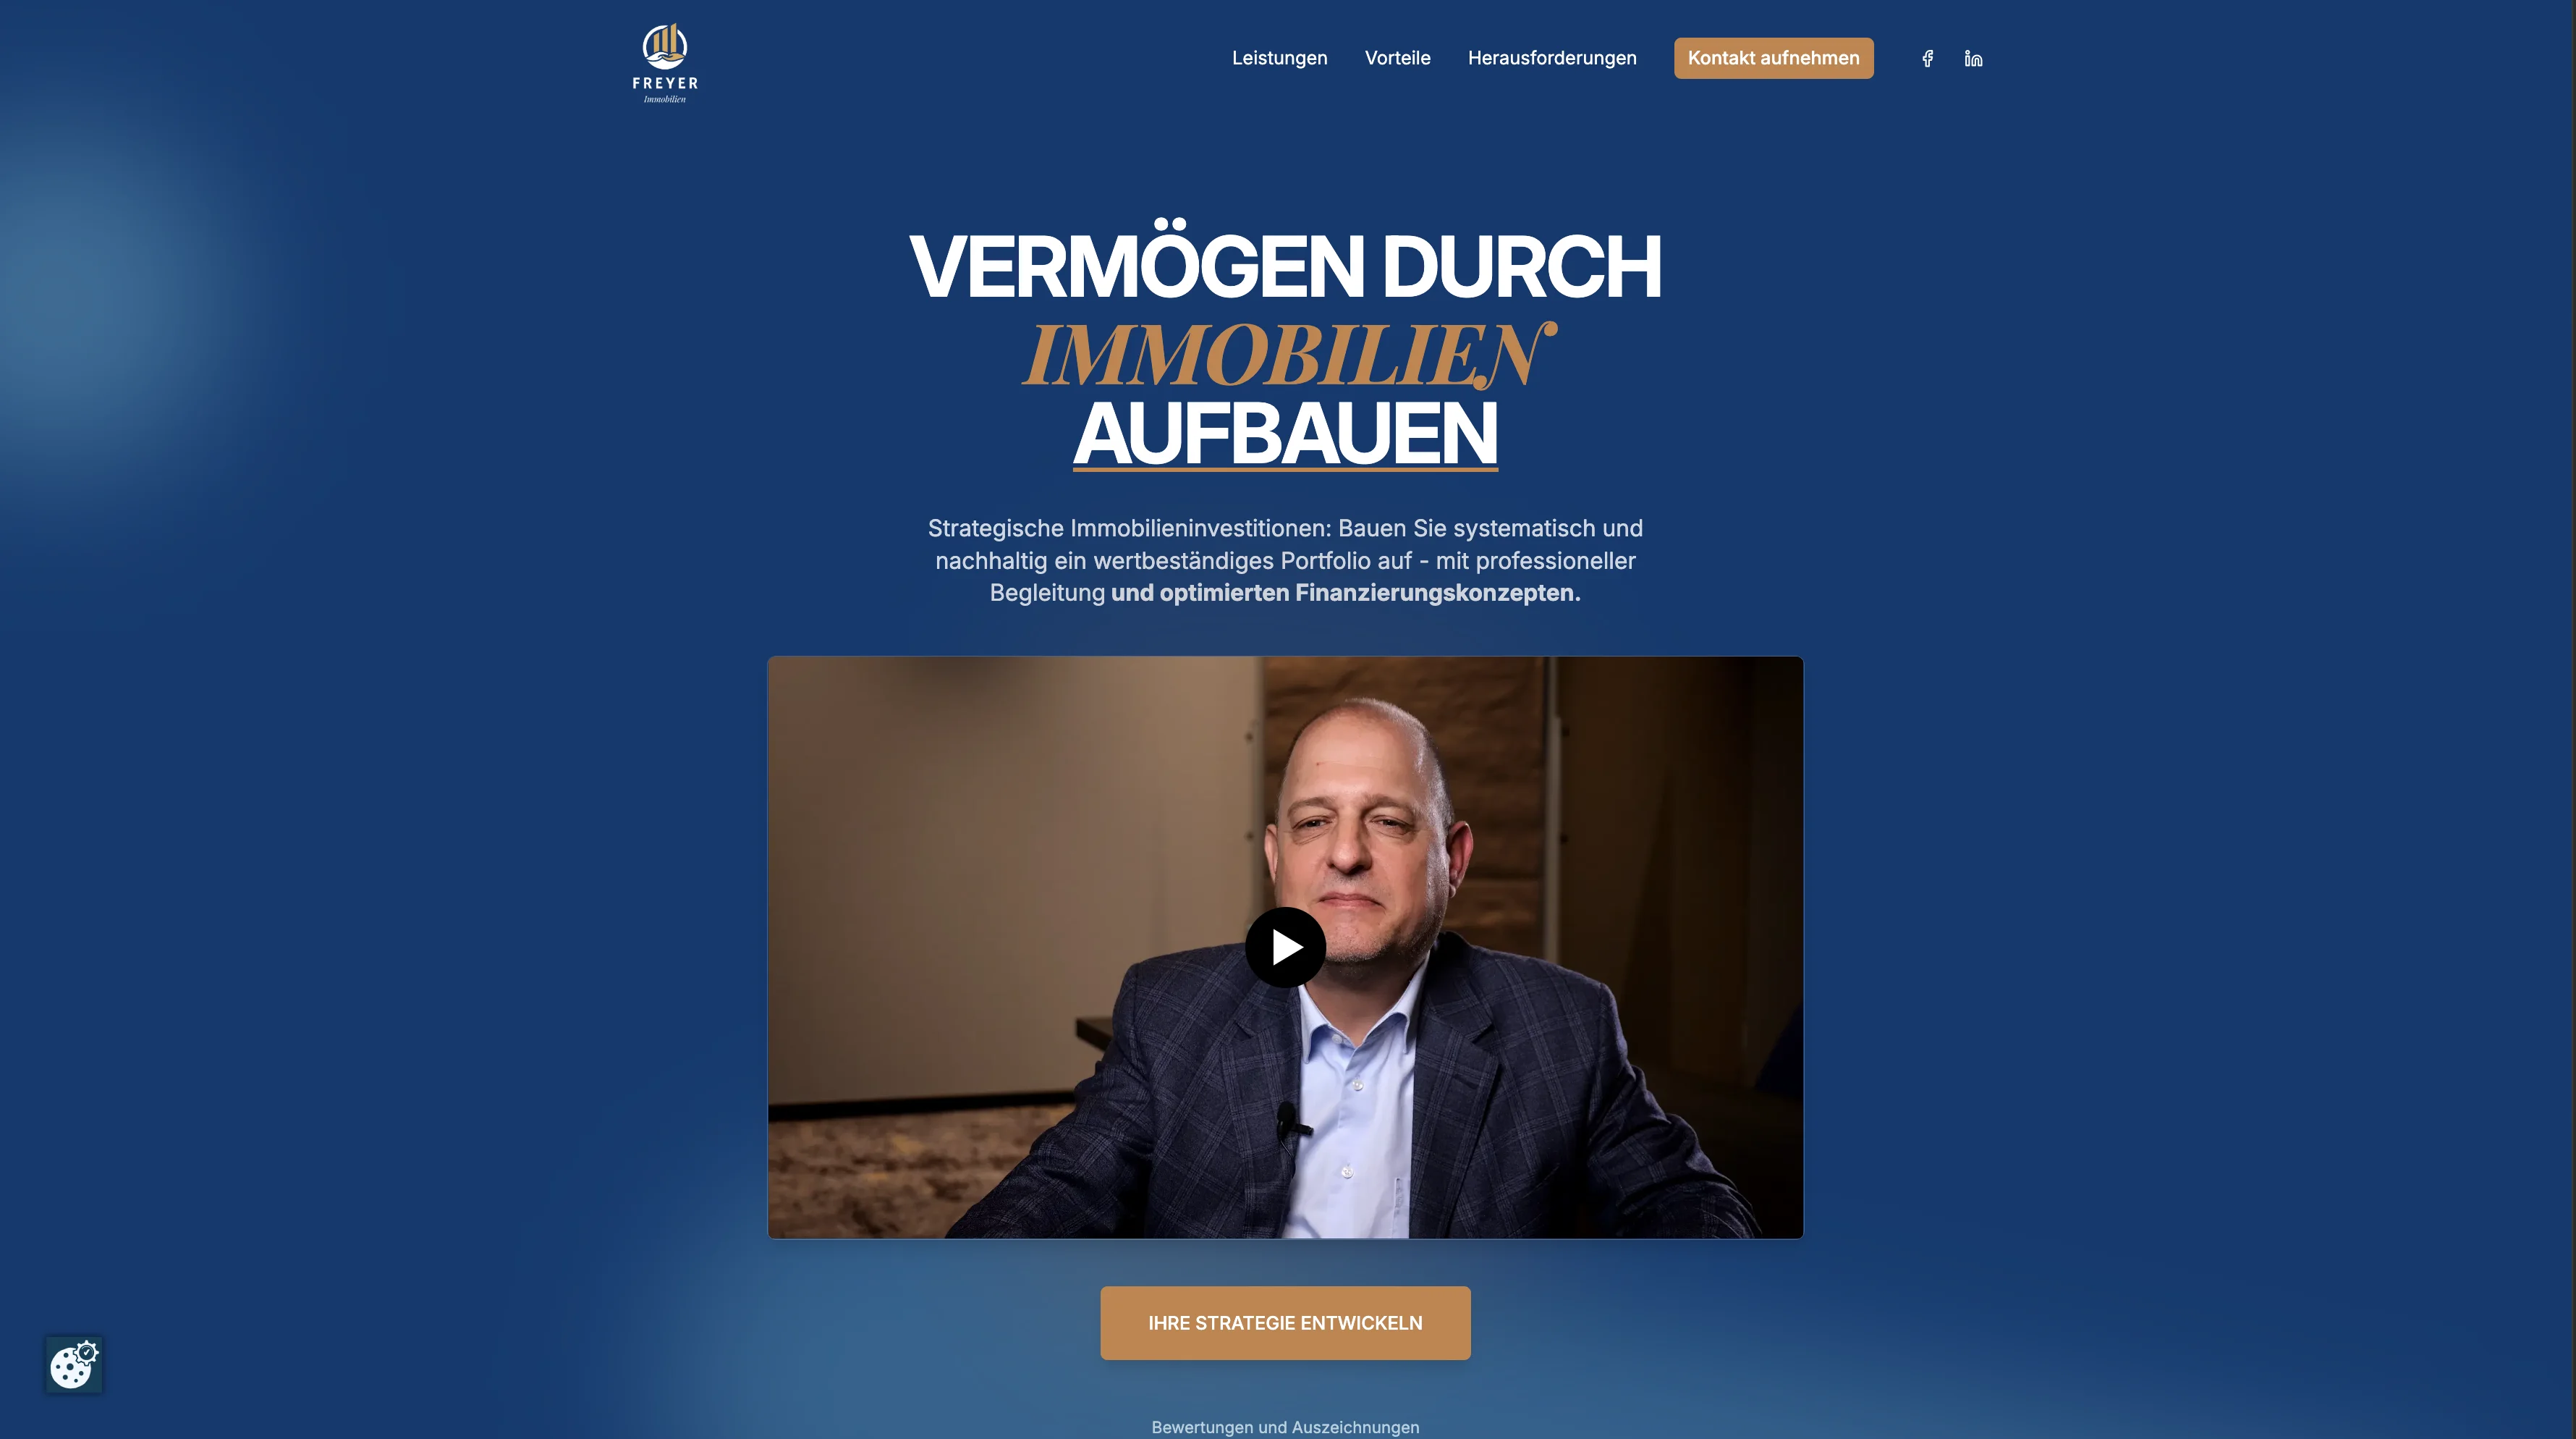 FREYER
Immobilien
Leistungen
Vorteile
Herausforderungen
Kontakt aufnehmen
VERMÖGEN DURCH
IMMOBILIEN
AUFBAUEN
Strategische Immobilieninvestitionen: Bauen Sie systematisch und
nachhaltig ein wertbeständiges Portfolio auf - mit professioneller
Begleitung und optimierten Finanzierungskonzepten.
IHRE STRATEGIE ENTWICKELN
Bewertungen und Auszeichnungen